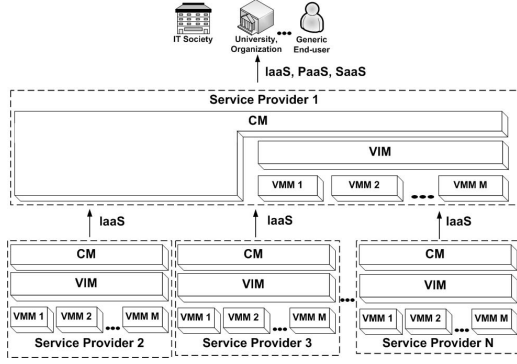 IT Society
University, Organization
Generic End-user
IaaS, PaaS, SaaS
Service Provider 1
CM
VIM
VMM 1 VMM 2 VMM M
IaaS IaaS IaaS
CM CM CM
VIM VIM VIM
VMM 1 VMM 2 VMM M VMM 1 VMM 2 VMM M VMM 1 VMM 2 VMM M
Service Provider 2 Service Provider 3 Service Provider N